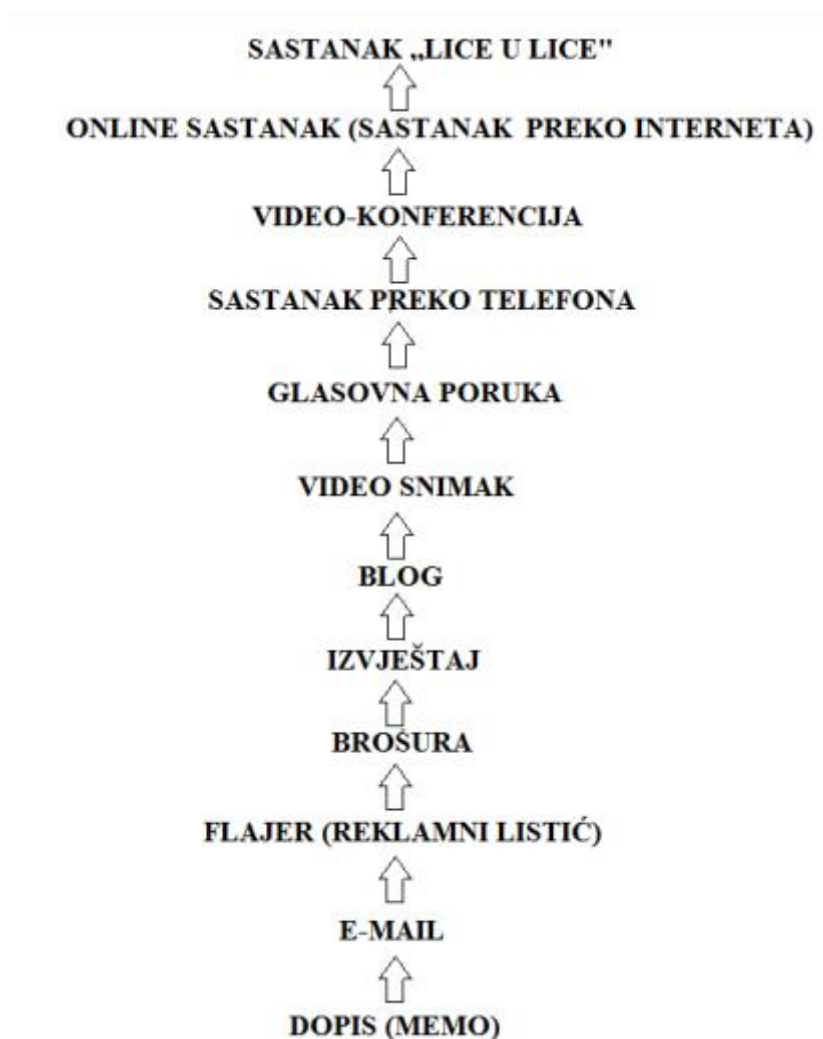 SASTANAK „LICE U LICE"
ONLINE SASTANAK (SASTANAK PREKO INTERNETA)
VIDEO-KONFERENCIJA
SASTANAK PREKO TELEFONA
GLASOVNA PORUKA
VIDEO SNIMAK
BLOG
IZVJEŠTAJ
BROŠURA
FLAJER (REKLAMNI LISTIĆ)
E-MAIL
DOPIS (MEMO)